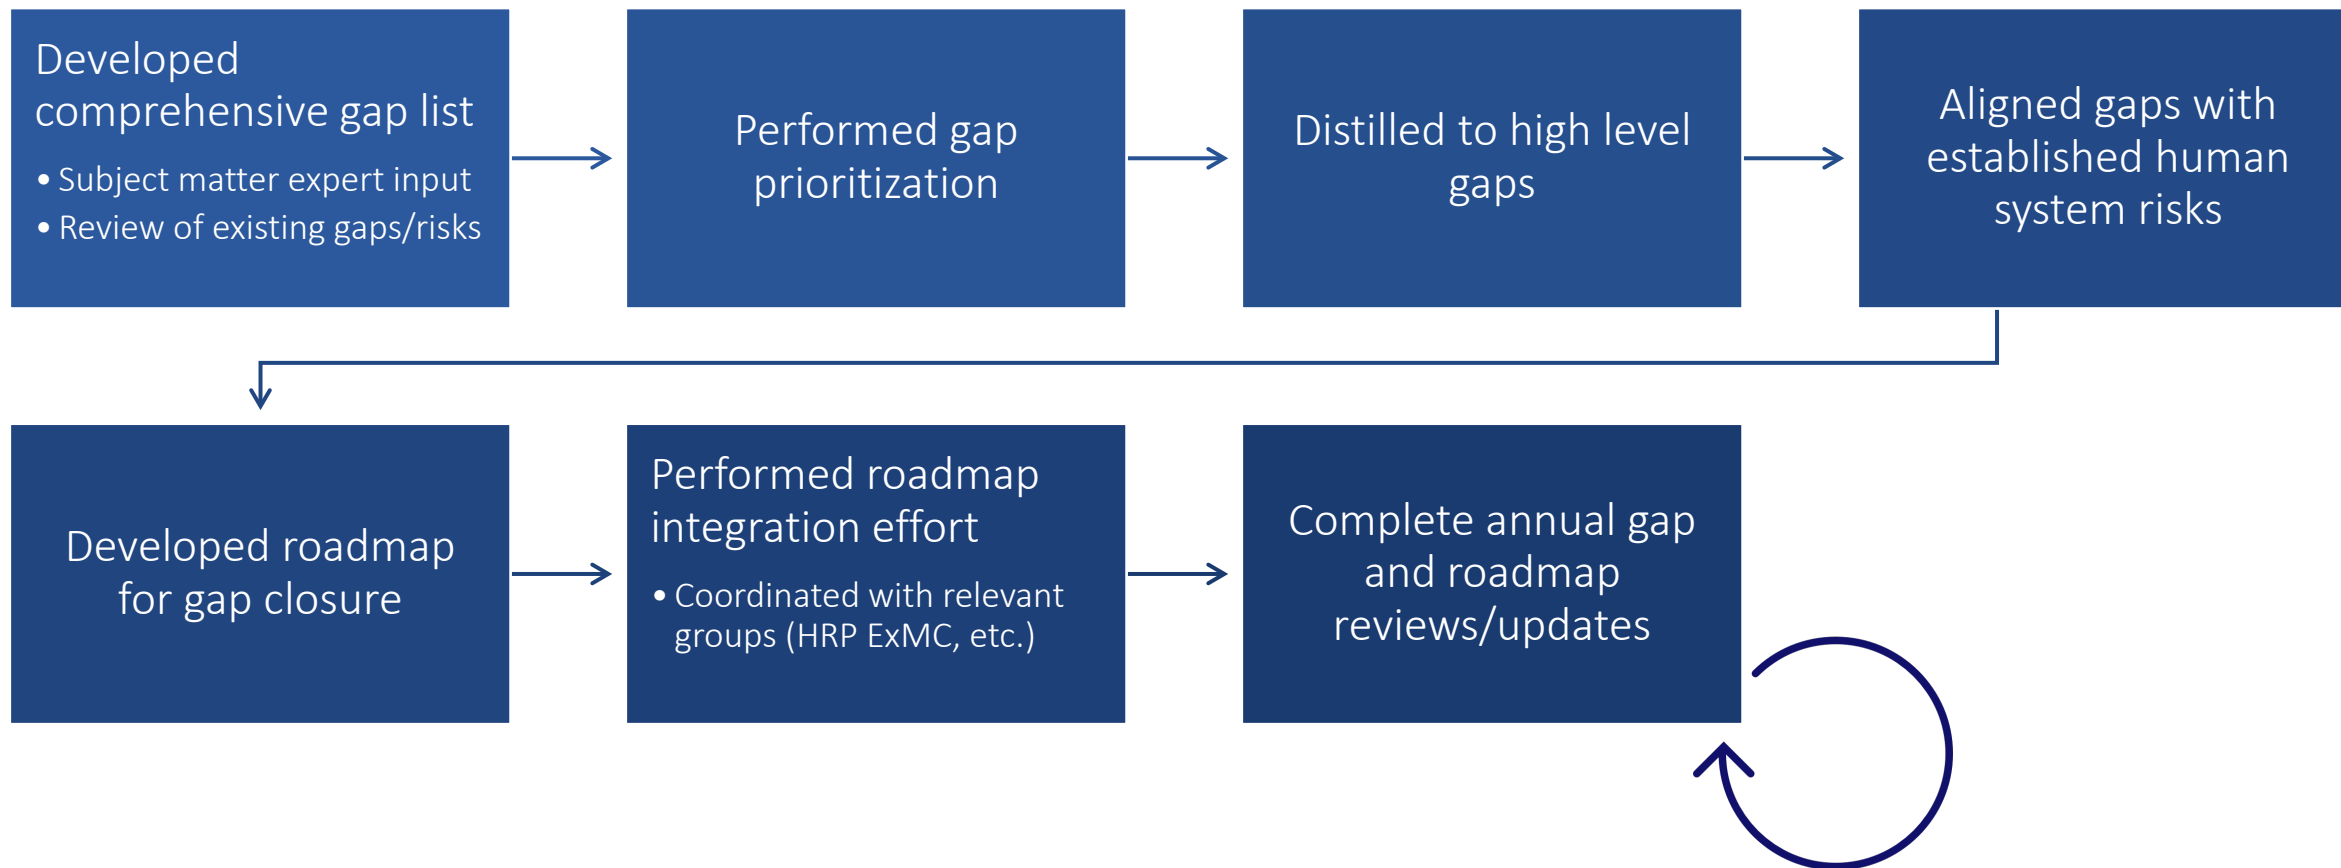 Developed
comprehensive gap list
• Subject matter expert input
• Review of existing gaps/risks
Performed gap
prioritization
Distilled to high level
gaps
Aligned gaps with
established human
system risks
Developed roadmap
for gap closure
Performed roadmap
integration effort
• Coordinated with relevant
groups (HRP ExMC, etc.)
Complete annual gap
and roadmap
reviews/updates